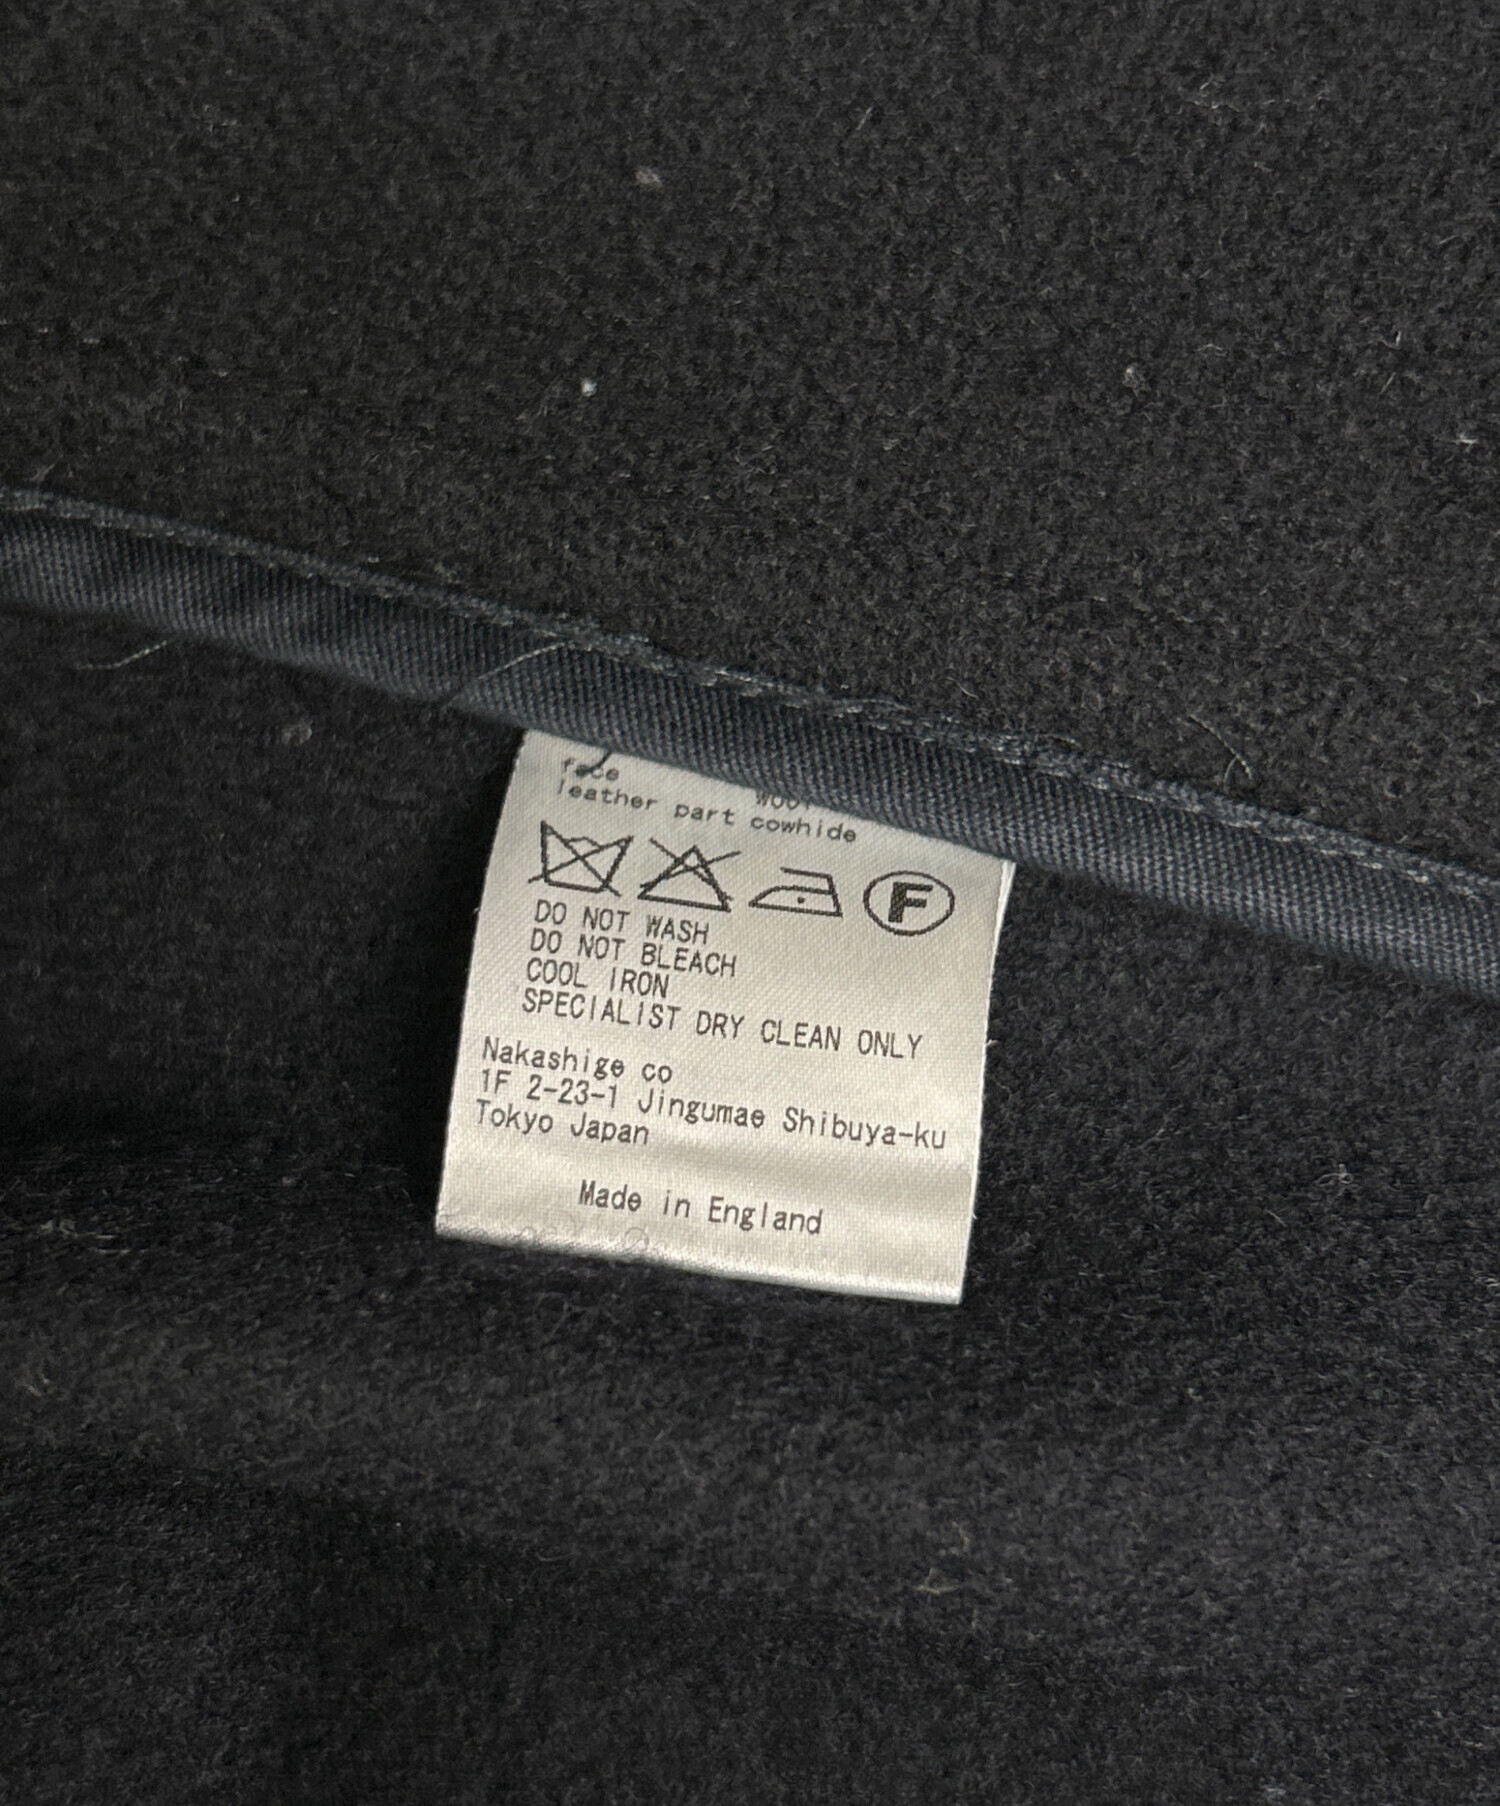 face wool
leather part cowhide
F
DO NOT WASH
DO NOT BLEACH
COOL IRON
SPECIALIST DRY CLEAN ONLY
Nakashige co
1F 2-23-1 Jingumae Shibuya-ku
Tokyo Japan
Made in England